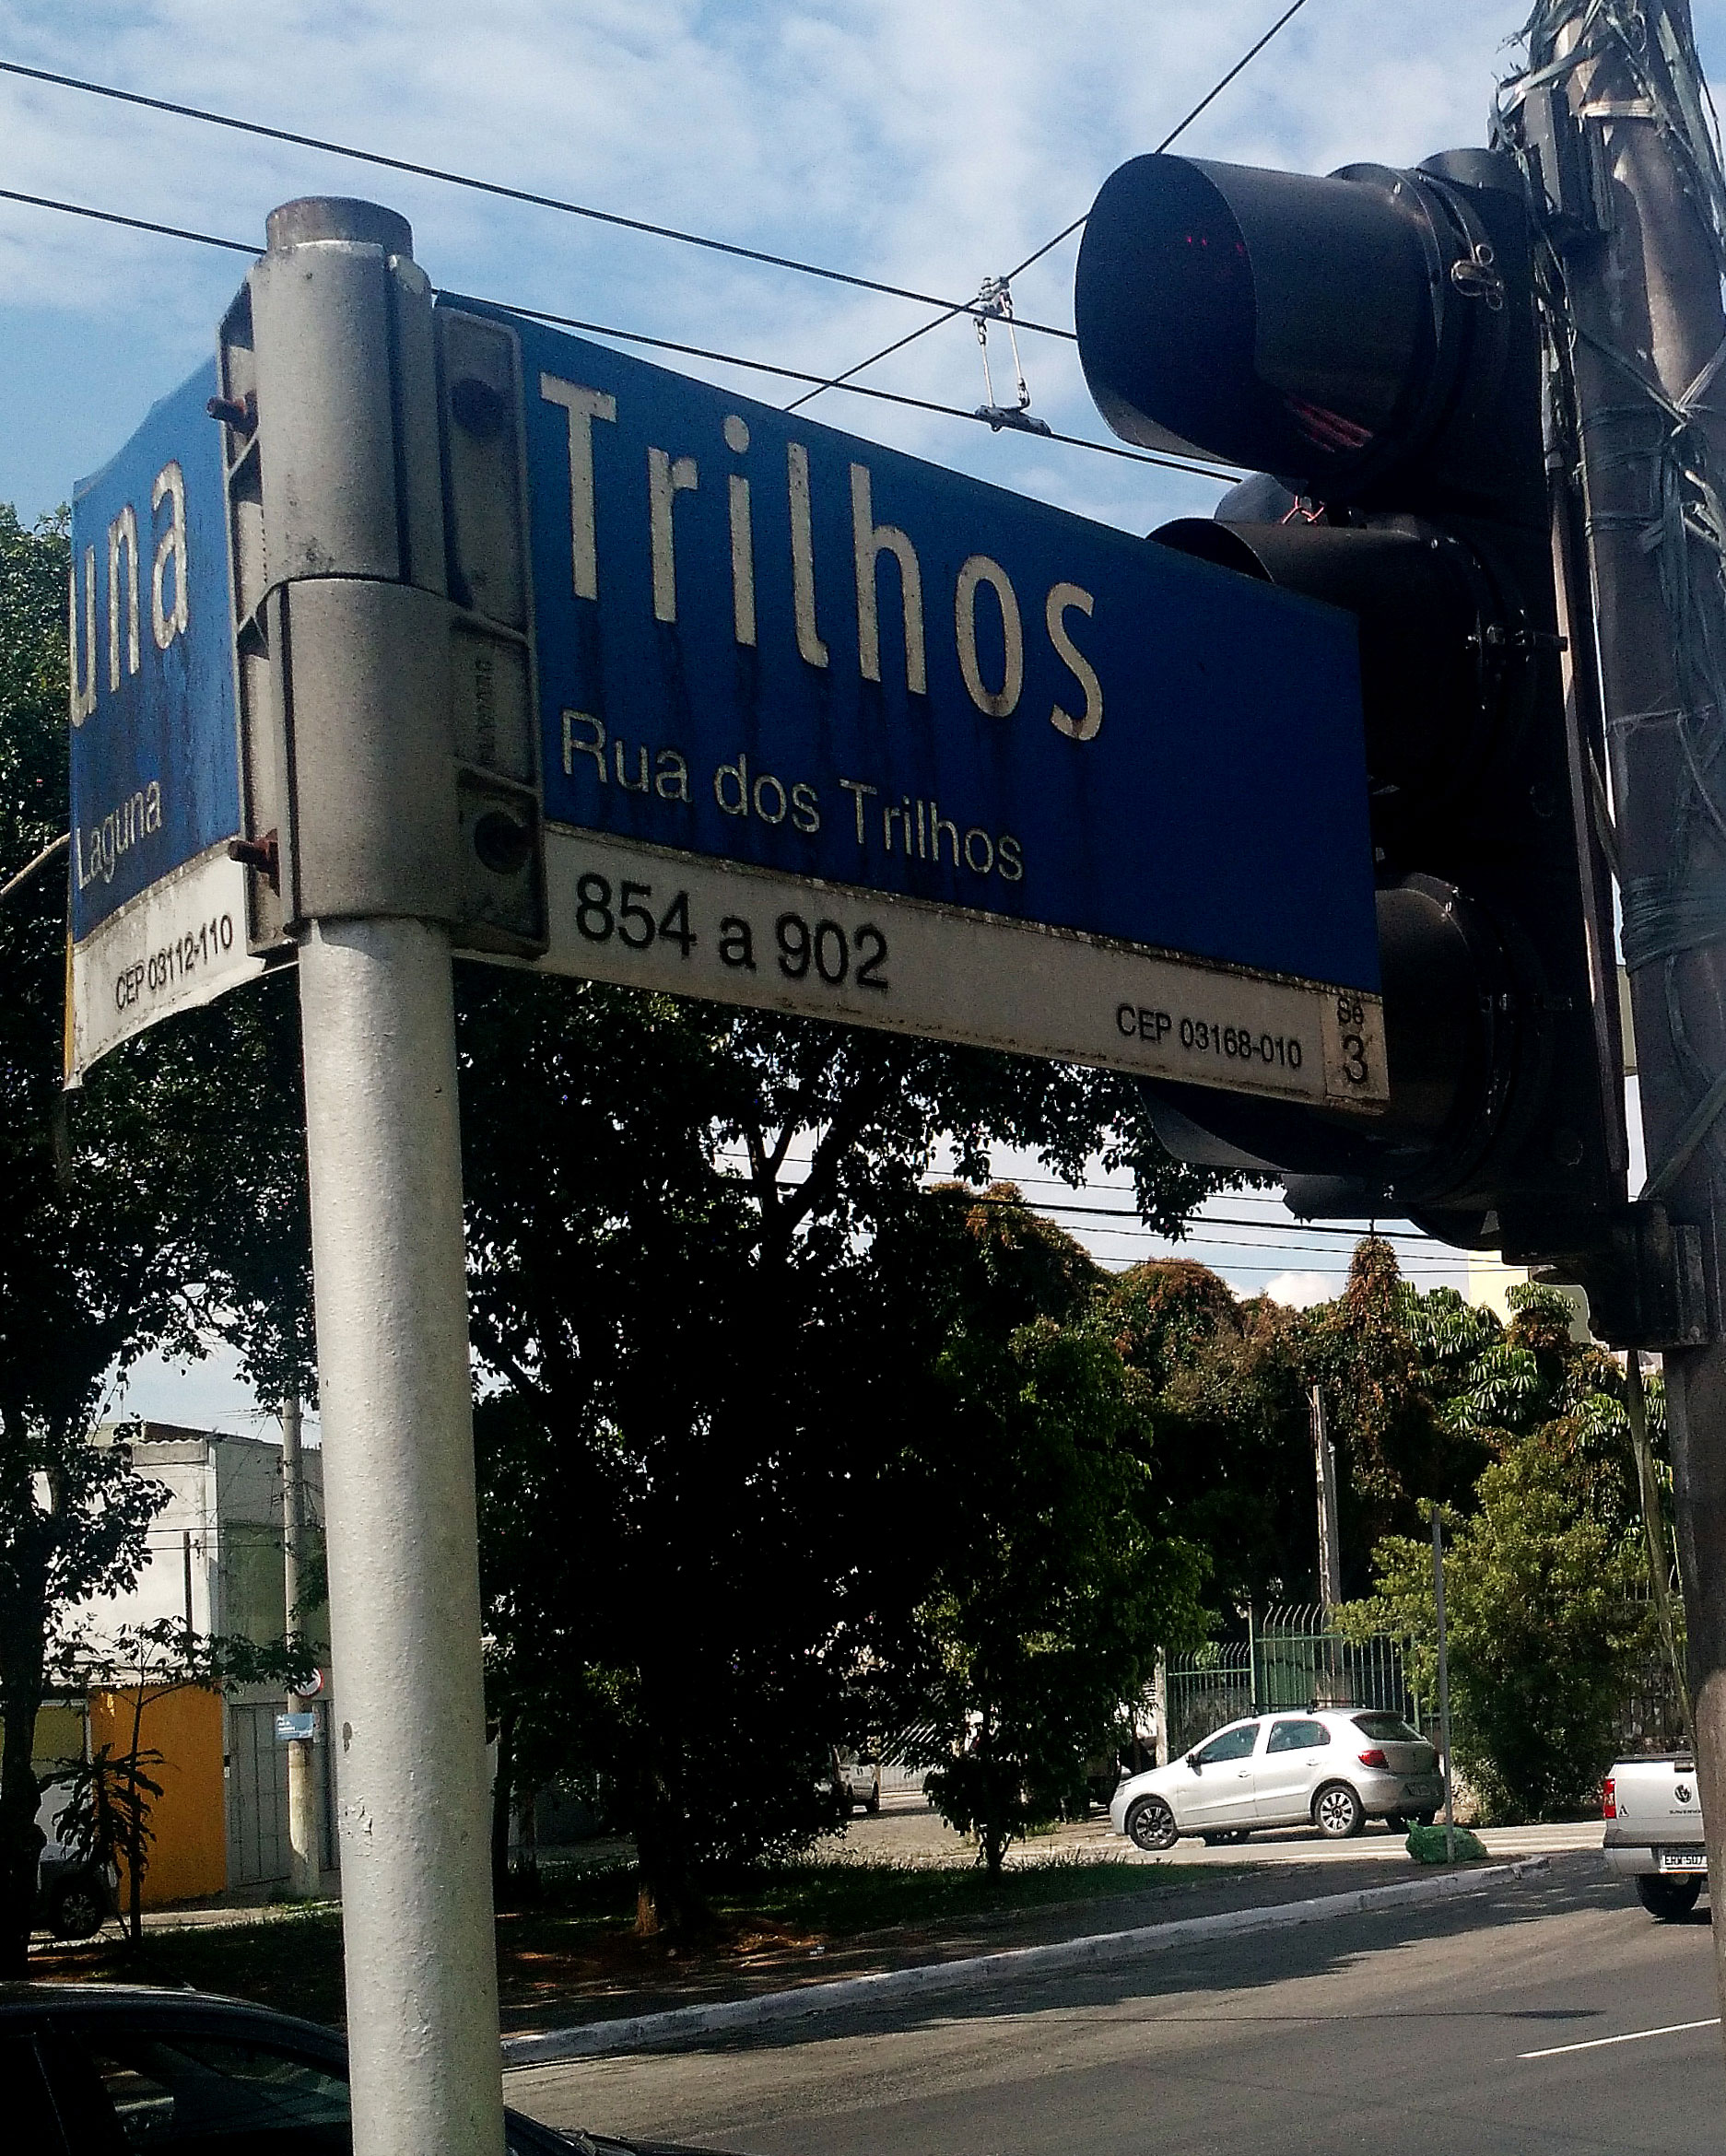 una
Laguna
CEP 03112-110
Trilhos
Rua dos Trilhos
854 a 902
CEP 03168-010
Sé
3